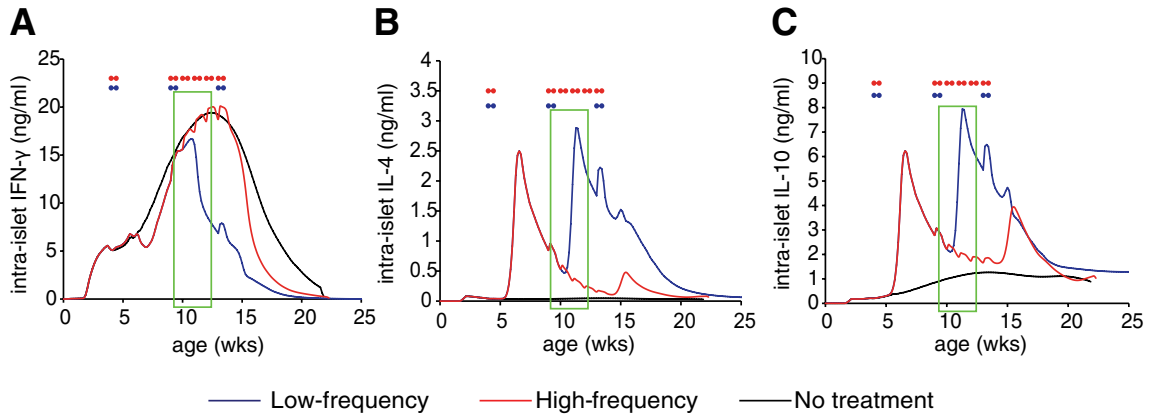 A
B
C
intra-islet IFN-γ (ng/ml)
25
20
15
10
5
0
0 5 10 15 20 25
age (wks)
intra-islet IL-4 (ng/ml)
4
3.5
3
2.5
2
1.5
1
0.5
0
0 5 10 15 20 25
age (wks)
intra-islet IL-10 (ng/ml)
10
9
8
7
6
5
4
3
2
1
0
0 5 10 15 20 25
age (wks)
Low-frequency High-frequency No treatment